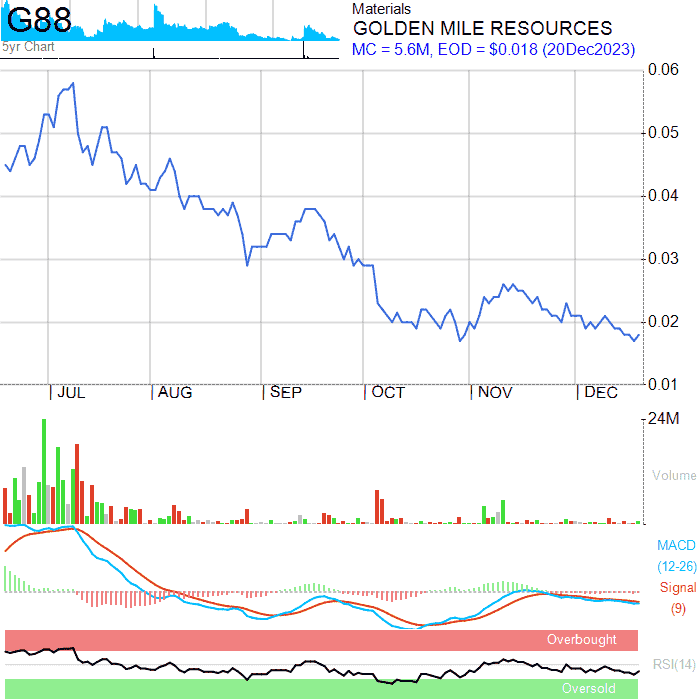 G88
5yr Chart
Materials
GOLDEN MILE RESOURCES
MC = 5.6M, EOD = $0.018 (20Dec2023)
0.06
0.05
0.04
0.03
0.02
0.01
JUL AUG SEP OCT NOV DEC
24M
Volume
MACD
(12-26)
Signal
(9)
Overbought
RSI(14)
Oversold